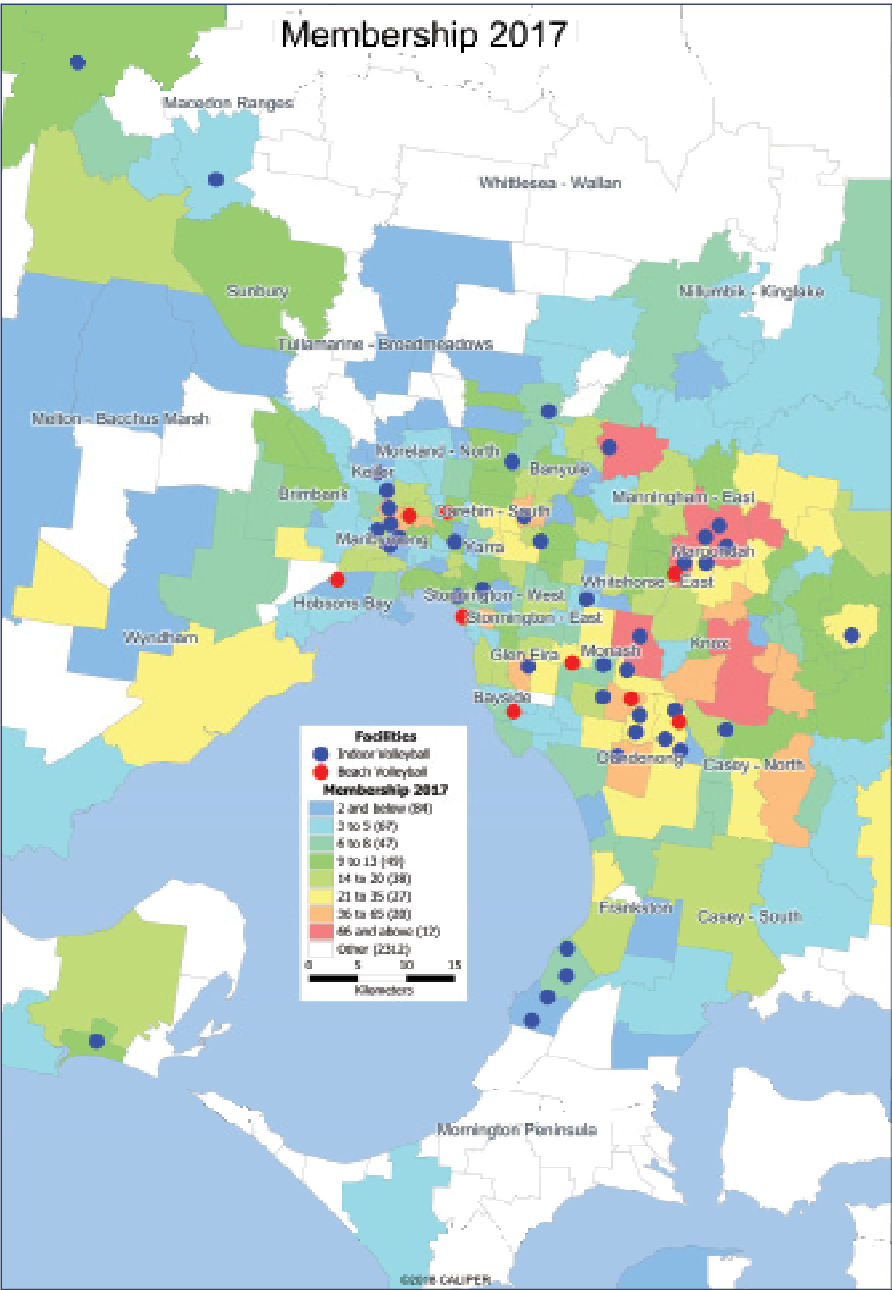 Membership 2017
Macedon Ranges
Whittlesea - Wallan
Sunbury
Nillumbik - Kinglake
Tullamarine - Broadmeadows
Melton - Bacchus Marsh
Moreland - North
Keilor
Banyule
Brimbank
Manningham - East
Darebin - South
Maribyrnong
Yarra
Maroondah
Whitehorse - East
Stonnington - West
Hobsons Bay
Stonnington - East
Wyndham
Knox
Glen Eira
Monash
Bayside
Dandenong
Casey - North
Facilities
Indoor Volleyball
Beach Volleyball
Membership 2017
2 and below (84)
3 to 5 (67)
6 to 8 (47)
9 to 13 (49)
14 to 20 (38)
21 to 35 (27)
36 to 65 (28)
66 and above (12)
Other (2312)
0 5 10 15
Kilometers
Frankston
Casey - South
Mornington Peninsula
©2016 CALIPER